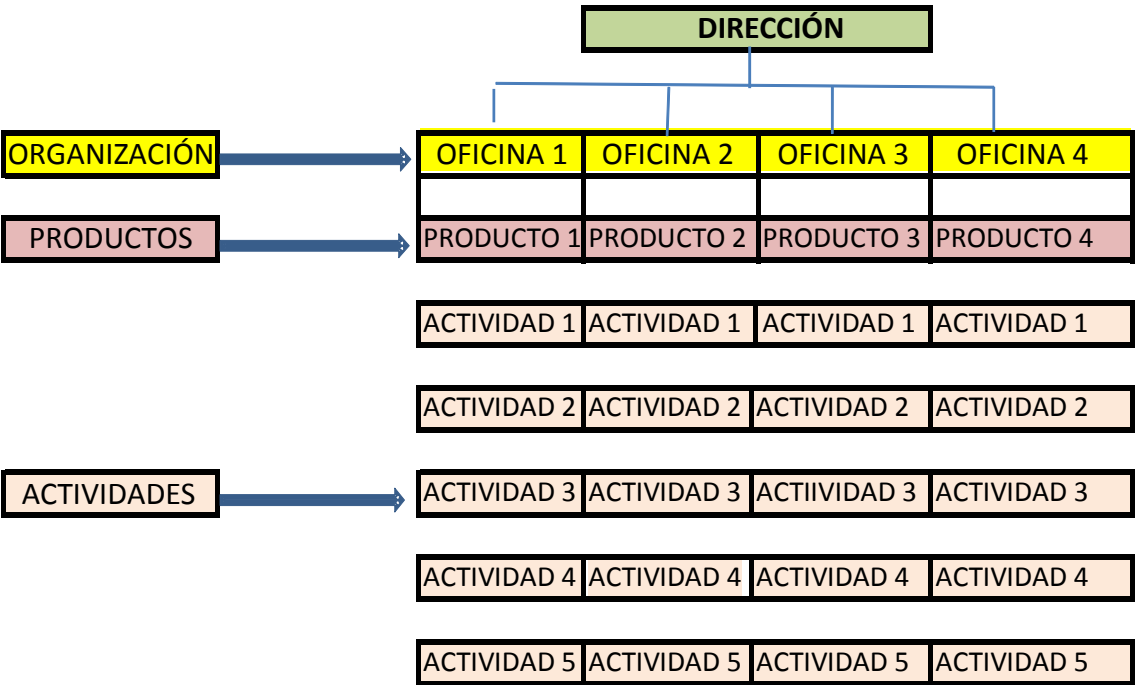 DIRECCIÓN
ORGANIZACIÓN OFICINA 1 OFICINA 2 OFICINA 3 OFICINA 4
PRODUCTOS PRODUCTO 1 PRODUCTO 2 PRODUCTO 3 PRODUCTO 4
ACTIVIDAD 1 ACTIVIDAD 1 ACTIVIDAD 1 ACTIVIDAD 1
ACTIVIDAD 2 ACTIVIDAD 2 ACTIVIDAD 2 ACTIVIDAD 2
ACTIVIDADES ACTIVIDAD 3 ACTIVIDAD 3 ACTIIVIDAD 3 ACTIVIDAD 3
ACTIVIDAD 4 ACTIVIDAD 4 ACTIVIDAD 4 ACTIVIDAD 4
ACTIVIDAD 5 ACTIVIDAD 5 ACTIVIDAD 5 ACTIVIDAD 5